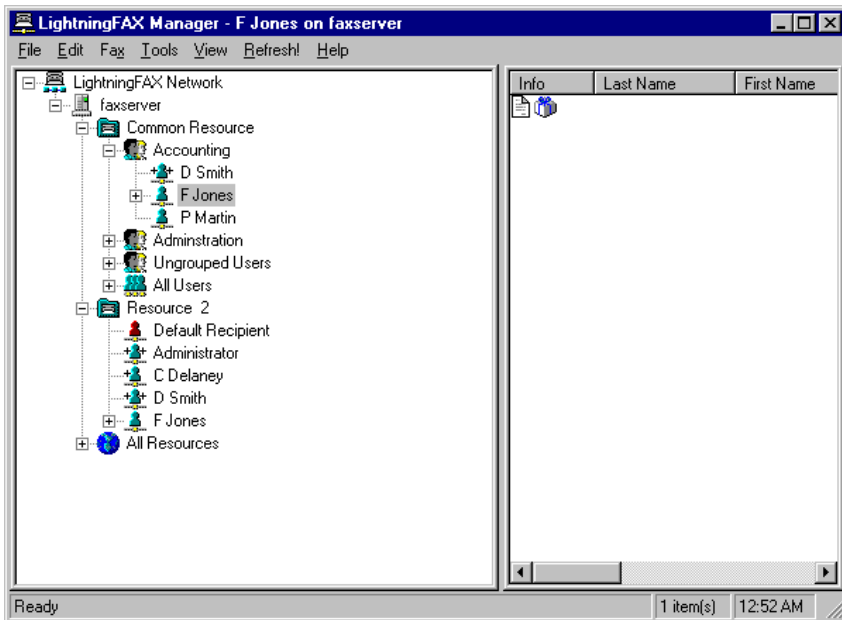 LightningFAX Manager - F Jones on faxserver
File Edit Fax Tools View Refresh! Help
LightningFAX Network
faxserver
Common Resource
Accounting
D Smith
F Jones
P Martin
Adminstration
Ungrouped Users
All Users
Resource 2
Default Recipient
Administrator
C Delaney
D Smith
F Jones
All Resources
Info Last Name First Name
Ready 1 item(s) 12:52 AM